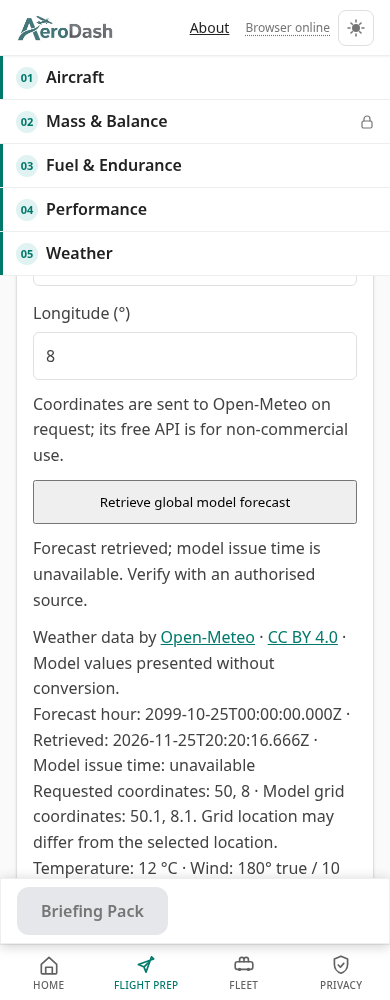 AeroDash
About
Browser online
01 Aircraft
02 Mass & Balance
03 Fuel & Endurance
04 Performance
05 Weather
Longitude (°)
8
Coordinates are sent to Open-Meteo on
request; its free API is for non-commercial
use.
Retrieve global model forecast
Forecast retrieved; model issue time is
unavailable. Verify with an authorised
source.
Weather data by Open-Meteo · CC BY 4.0 ·
Model values presented without
conversion.
Forecast hour: 2099-10-25T00:00:00.000Z ·
Retrieved: 2026-11-25T20:20:16.666Z ·
Model issue time: unavailable
Requested coordinates: 50, 8 · Model grid
coordinates: 50.1, 8.1. Grid location may
differ from the selected location.
Temperature: 12 °C · Wind: 180° true / 10
Briefing Pack
HOME
FLIGHT PREP
FLEET
PRIVACY